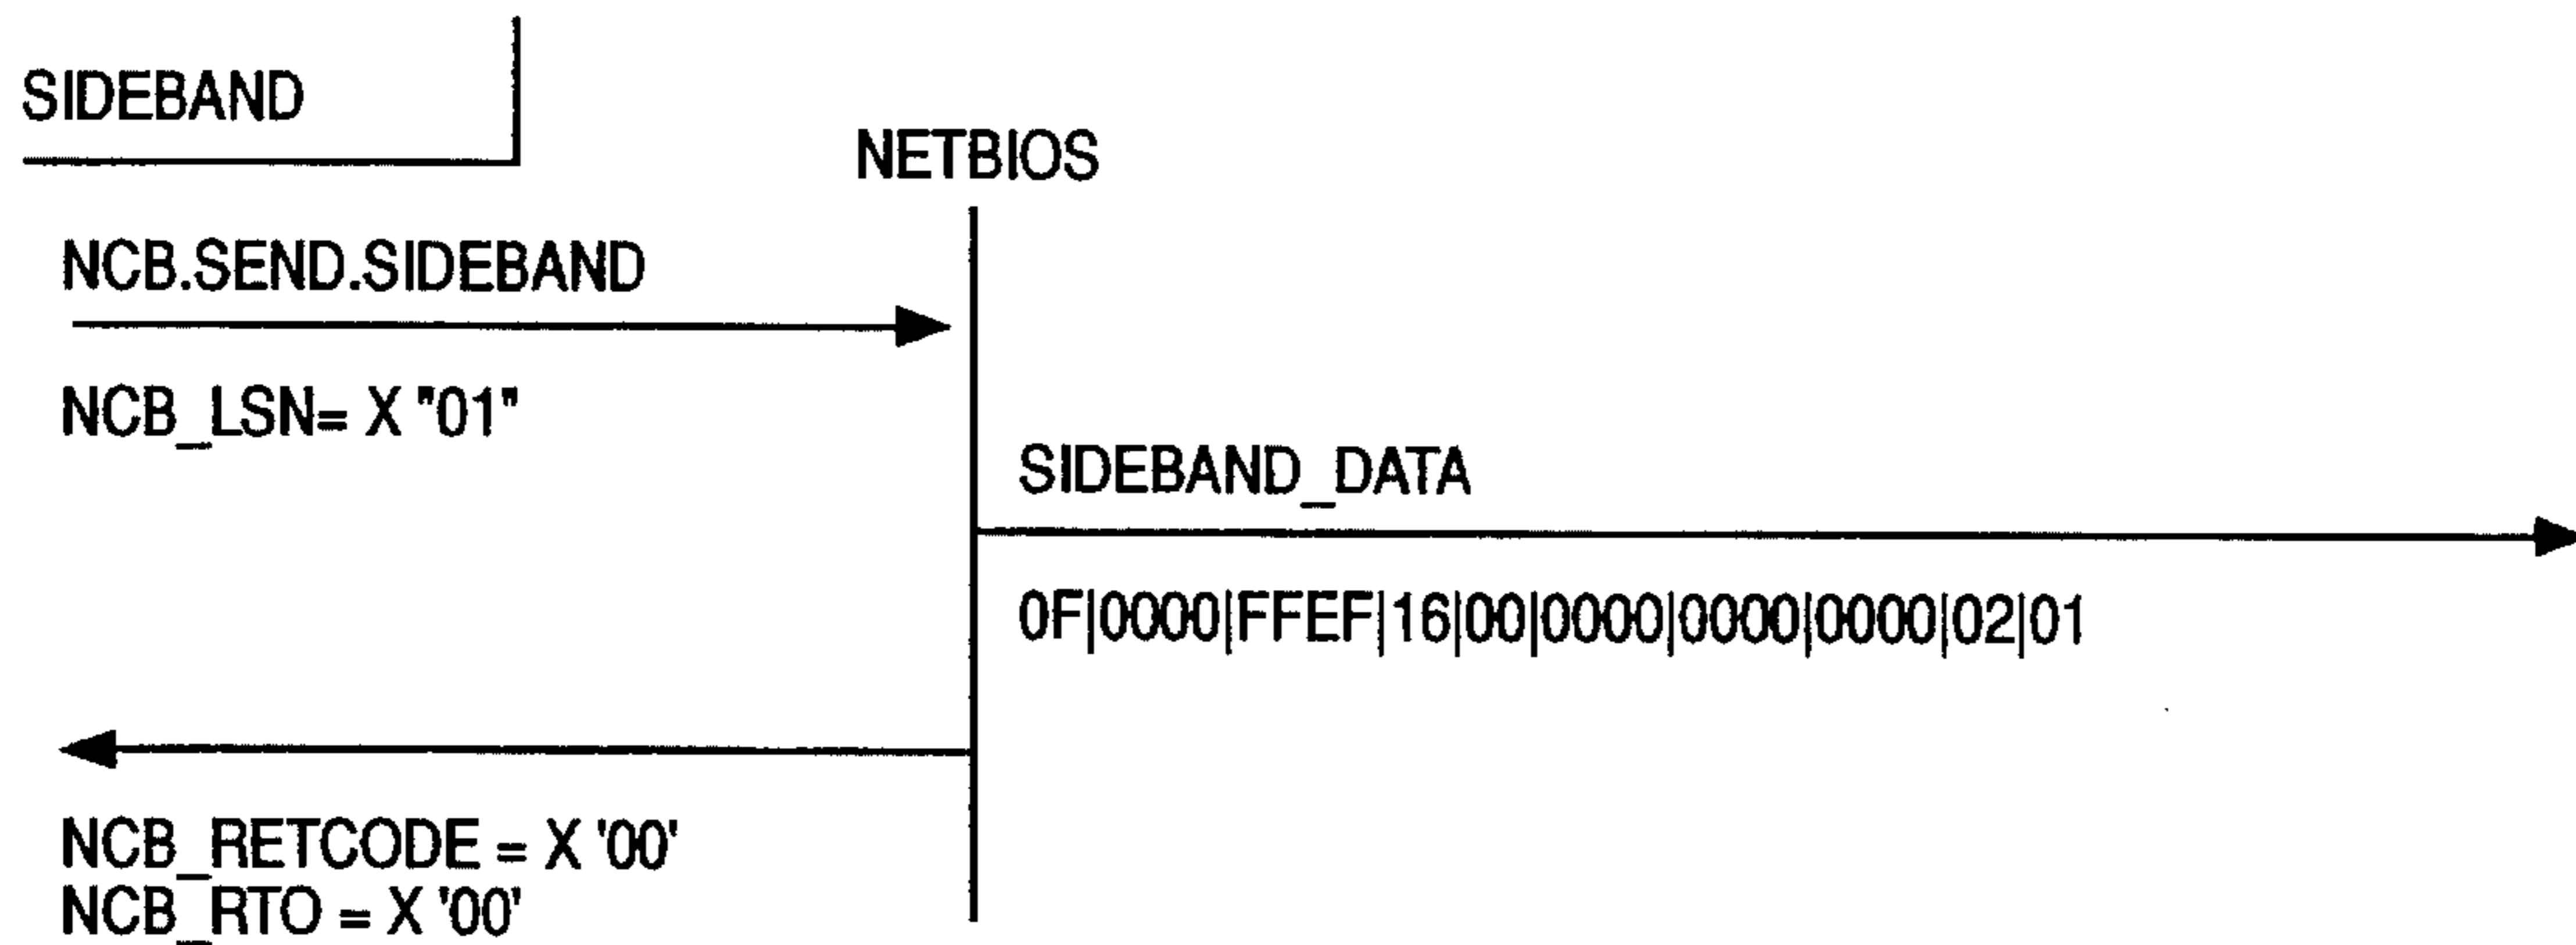 SIDEBAND
NETBIOS
NCB.SEND.SIDEBAND
NCB_LSN= X "01"
SIDEBAND_DATA
0F|0000|FFEF|16|00|0000|0000|0000|02|01
NCB_RETCODE = X '00'
NCB_RTO = X '00'